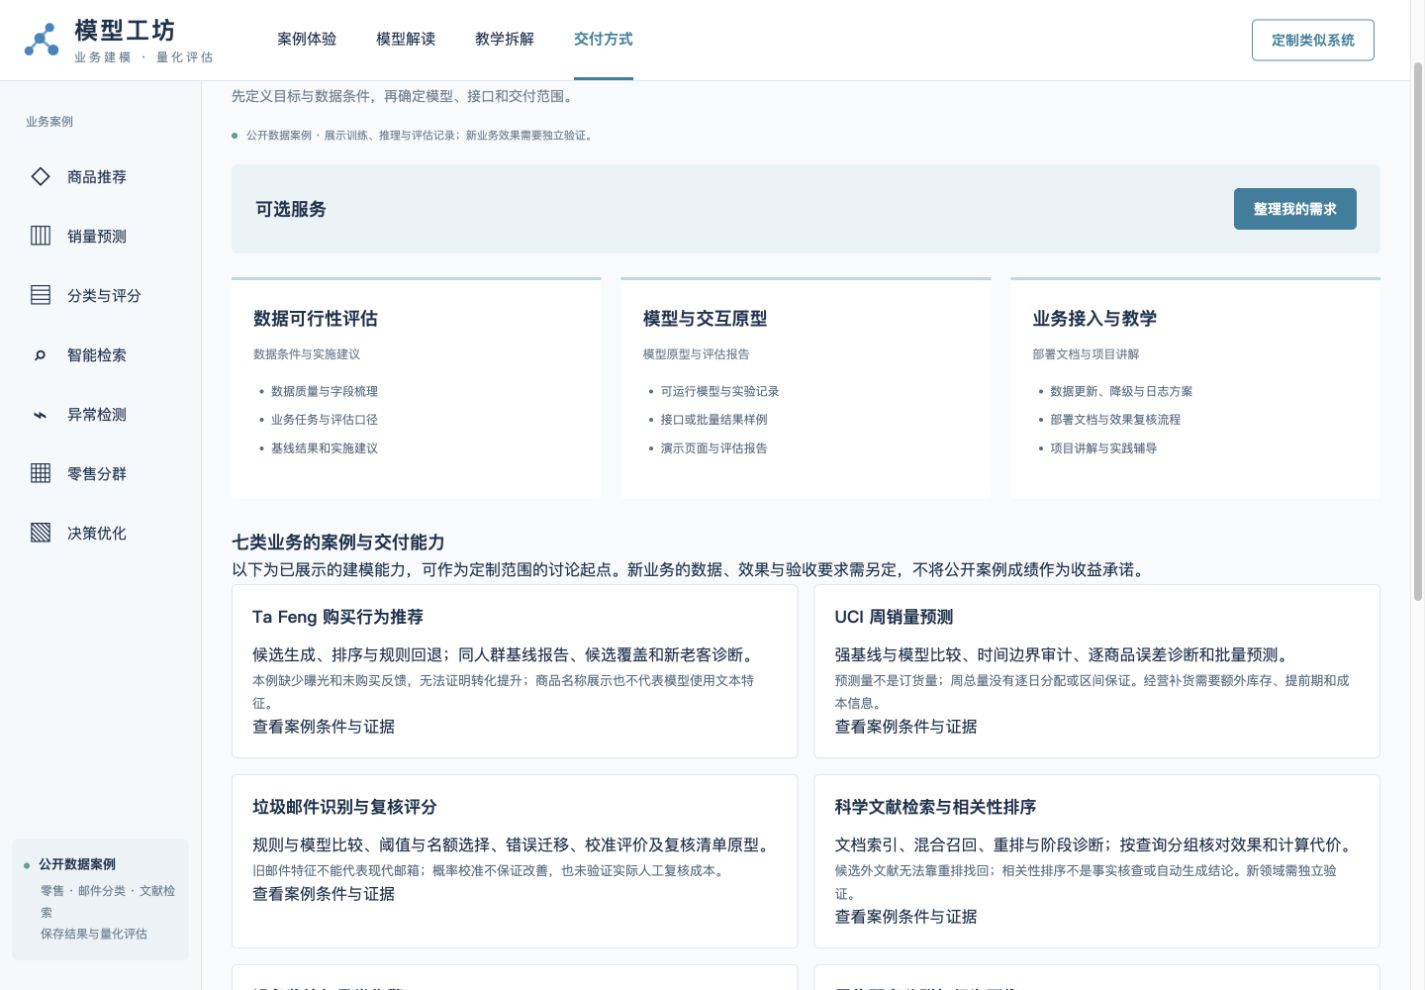 模型工坊
业务建模 · 量化评估
案例体验
模型解读
教学拆解
交付方式
定制类似系统
业务案例
商品推荐
销量预测
分类与评分
智能检索
异常检测
零售分群
决策优化
公开数据案例
零售 · 邮件分类 · 文献检
索
保存结果与量化评估
先定义目标与数据条件，再确定模型、接口和交付范围。
公开数据案例 · 展示训练、推理与评估记录；新业务效果需要独立验证。
可选服务
整理我的需求
数据可行性评估
数据条件与实施建议
• 数据质量与字段梳理
• 业务任务与评估口径
• 基线结果和实施建议
模型与交互原型
模型原型与评估报告
• 可运行模型与实验记录
• 接口或批量结果样例
• 演示页面与评估报告
业务接入与教学
部署文档与项目讲解
• 数据更新、降级与日志方案
• 部署文档与效果复核流程
• 项目讲解与实践辅导
七类业务的案例与交付能力
以下为已展示的建模能力，可作为定制范围的讨论起点。新业务的数据、效果与验收要求需另定，不将公开案例成绩作为收益承诺。
Ta Feng 购买行为推荐
候选生成、排序与规则回退；同人群基线报告、候选覆盖和新老客诊断。
本例缺少曝光和未购买反馈，无法证明转化提升；商品名称展示也不代表模型使用文本特
征。
查看案例条件与证据
UCI 周销量预测
强基线与模型比较、时间边界审计、逐商品误差诊断和批量预测。
预测量不是订货量；周总量没有逐日分配或区间保证。经营补货需要额外库存、提前期和成
本信息。
查看案例条件与证据
垃圾邮件识别与复核评分
规则与模型比较、阈值与名额选择、错误迁移、校准评价及复核清单原型。
旧邮件特征不能代表现代邮箱；概率校准不保证改善，也未验证实际人工复核成本。
查看案例条件与证据
科学文献检索与相关性排序
文档索引、混合召回、重排与阶段诊断；按查询分组核对效果和计算代价。
候选外文献无法靠重排找回；相关性排序不是事实核查或自动生成结论。新领域需独立验
证。
查看案例条件与证据